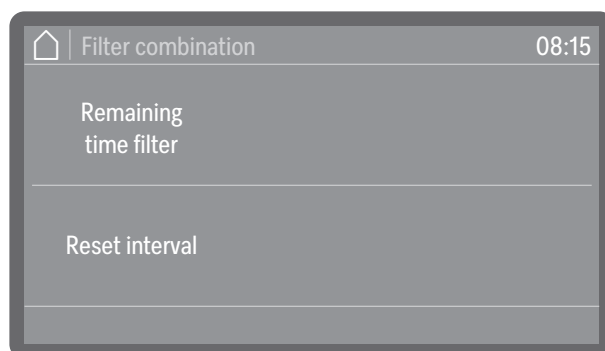 Filter combination 08:15
Remaining
time filter
Reset interval